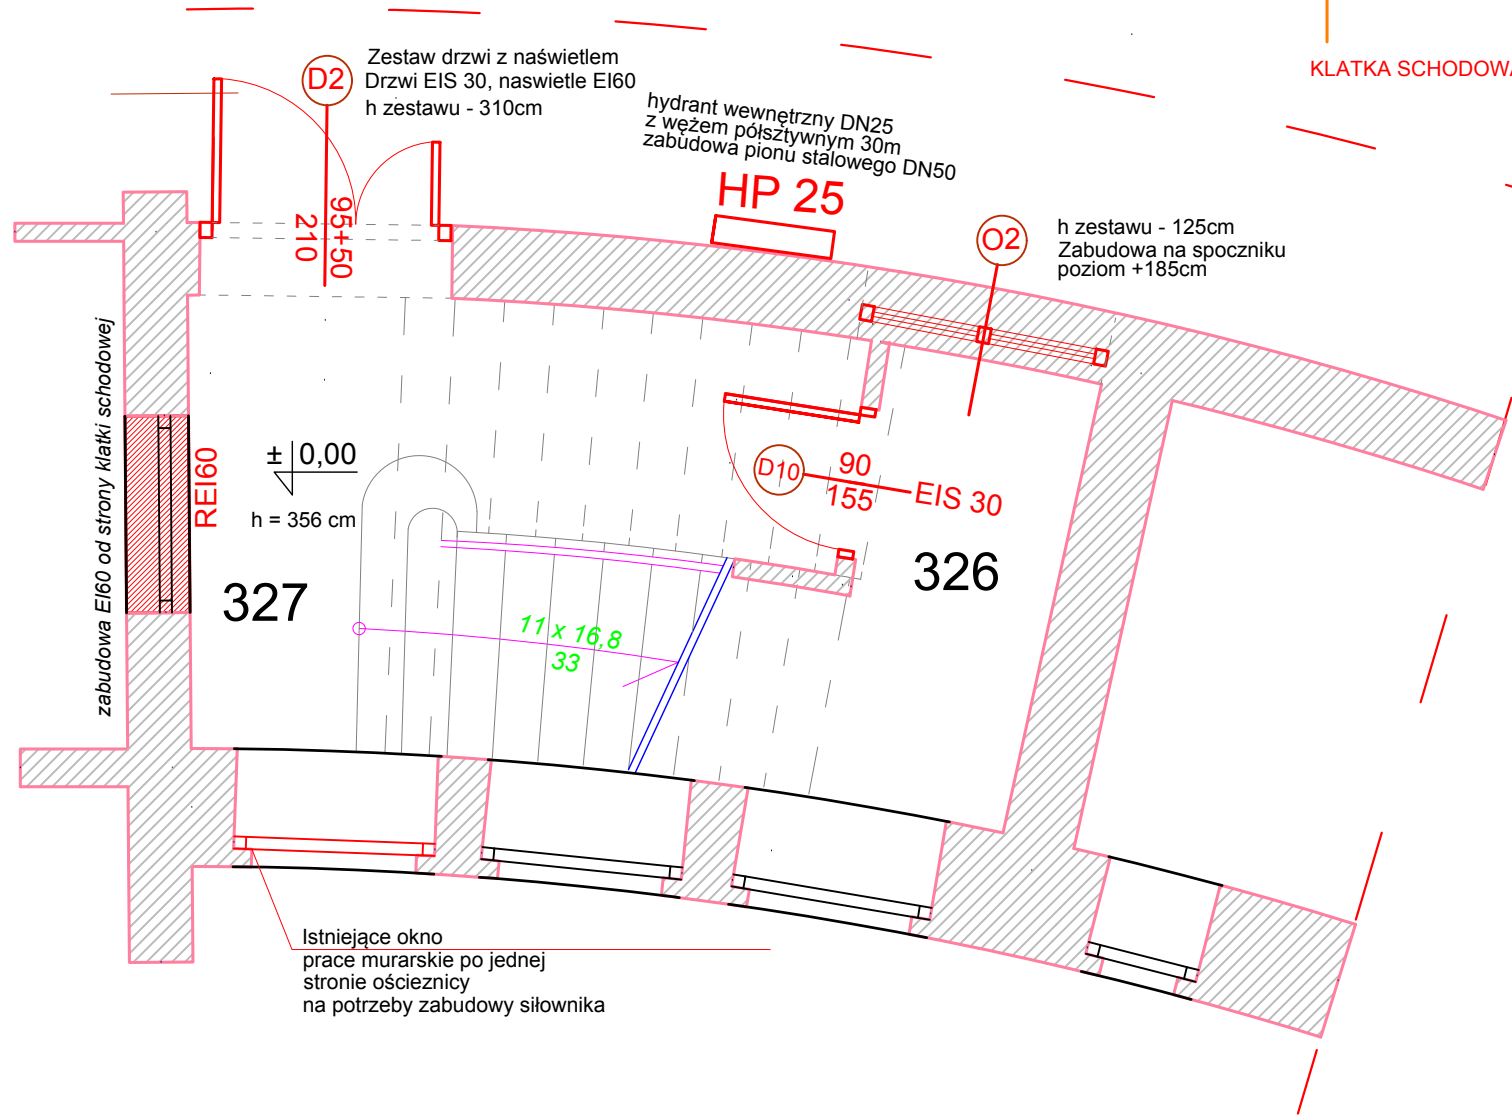 D2
Zestaw drzwi z naświetlem
Drzwi EIS 30, naswietle EI60
h zestawu - 310cm
KLATKA SCHODOWA
hydrant wewnętrzny DN25
z wężem półsztywnym 30m
zabudowa pionu stalowego DN50
HP 25
95+50
210
O2
h zestawu - 125cm
Zabudowa na spoczniku
poziom +185cm
zabudowa EI60 od strony klatki schodowej
REI60
± 0,00
h = 356 cm
D10
90
155
EIS 30
327
326
11 x 16,8
33
Istniejące okno
prace murarskie po jednej
stronie ościeznicy
na potrzeby zabudowy siłownika